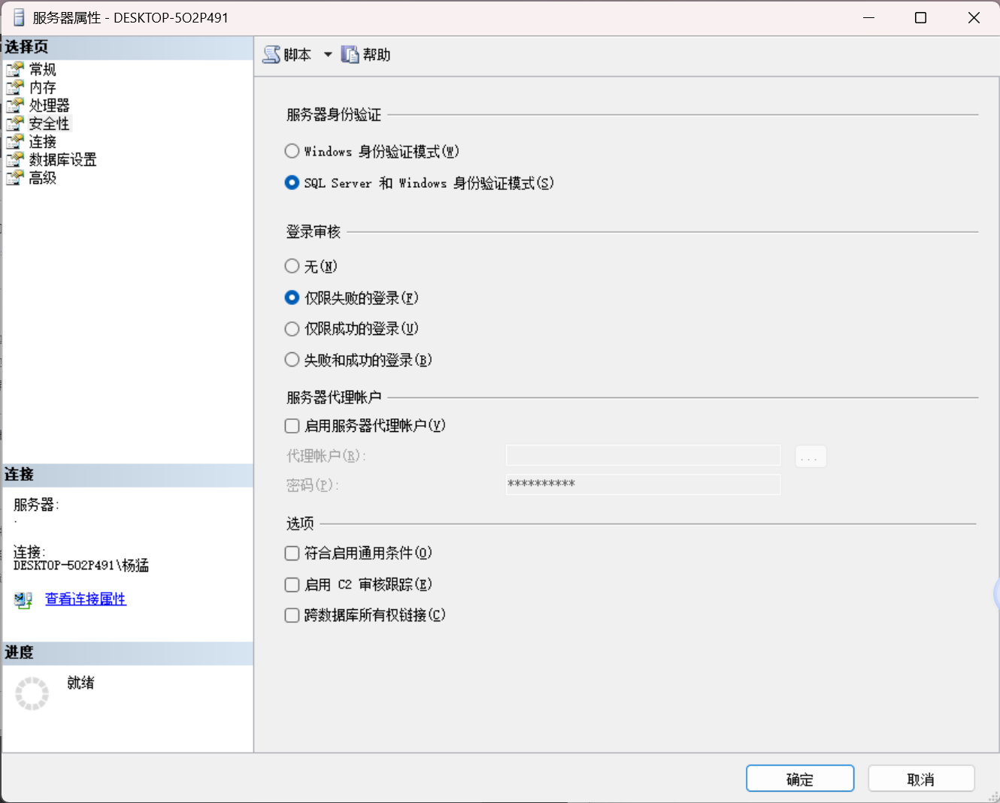 服务器属性 - DESKTOP-5O2P491
选择页
常规
内存
处理器
安全性
连接
数据库设置
高级
连接
服务器:
.
连接:
DESKTOP-5O2P491\杨猛
查看连接属性
进度
就绪
脚本 帮助
服务器身份验证
Windows 身份验证模式(W)
SQL Server 和 Windows 身份验证模式(S)
登录审核
无(N)
仅限失败的登录(F)
仅限成功的登录(U)
失败和成功的登录(B)
服务器代理帐户
启用服务器代理帐户(V)
代理帐户(R): ...
密码(P): **********
选项
符合启用通用条件(O)
启用 C2 审核跟踪(E)
跨数据库所有权链接(C)
确定 取消